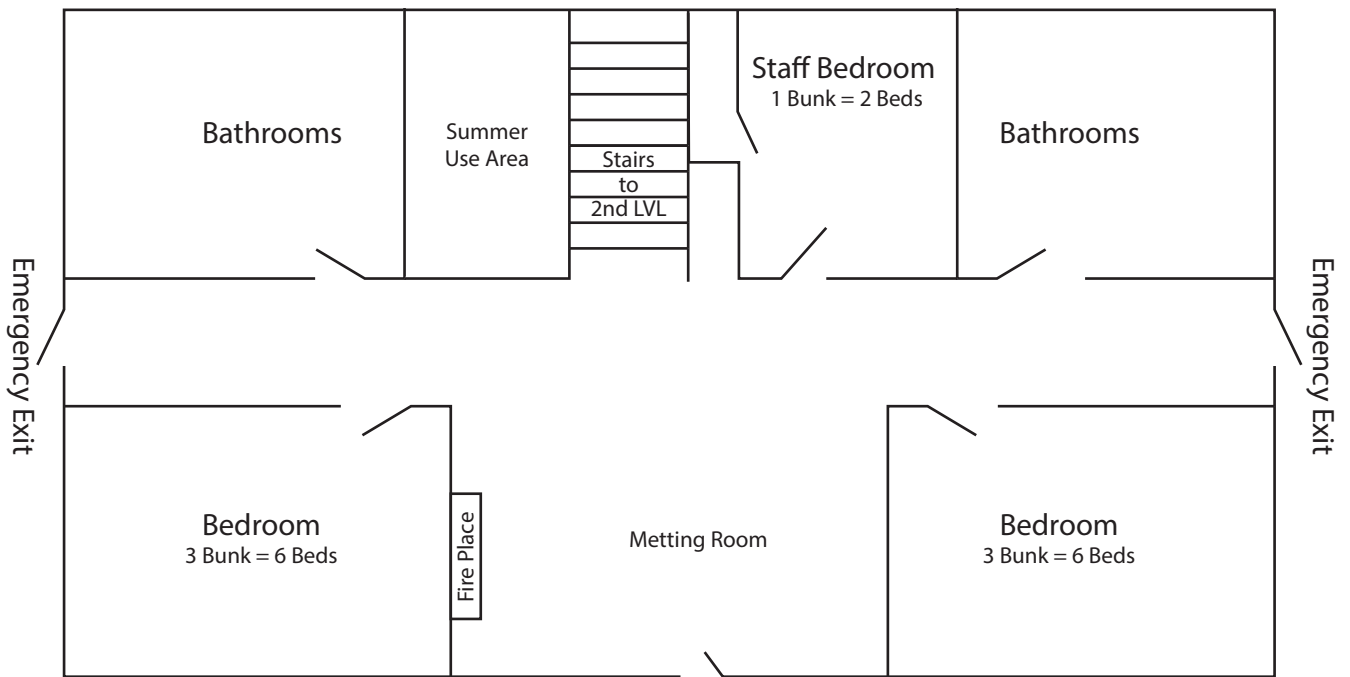 Staff Bedroom
1 Bunk = 2 Beds
Bathrooms
Summer
Use Area
Stairs
to
2nd LVL
Bathrooms
Emergency Exit
Emergency Exit
Bedroom
3 Bunk = 6 Beds
Fire Place
Metting Room
Bedroom
3 Bunk = 6 Beds